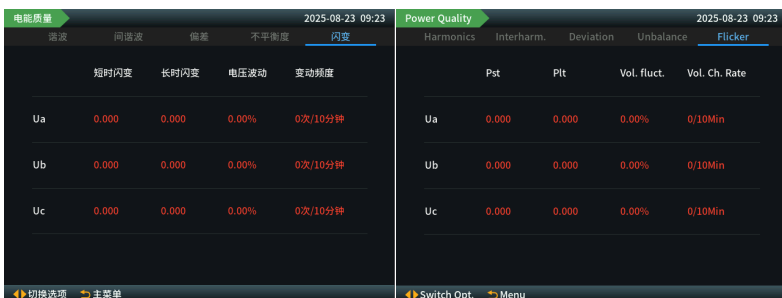 电能质量 2025-08-23 09:23
谐波 间谐波 偏差 不平衡度 闪变
短时闪变 长时闪变 电压波动 变动频度
Ua 0.000 0.000 0.00% 0次/10分钟
Ub 0.000 0.000 0.00% 0次/10分钟
Uc 0.000 0.000 0.00% 0次/10分钟
切换选项 主菜单
Power Quality 2025-08-23 09:23
Harmonics Interharm. Deviation Unbalance Flicker
Pst Plt Vol. fluct. Vol. Ch. Rate
Ua 0.000 0.000 0.00% 0/10Min
Ub 0.000 0.000 0.00% 0/10Min
Uc 0.000 0.000 0.00% 0/10Min
Switch Opt. Menu